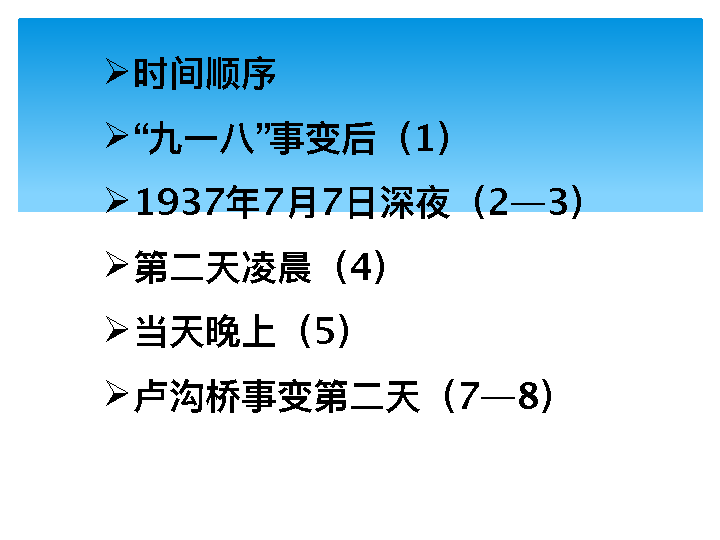 时间顺序
“九一八”事变后（1）
1937年7月7日深夜（2—3）
第二天凌晨（4）
当天晚上（5）
卢沟桥事变第二天（7—8）